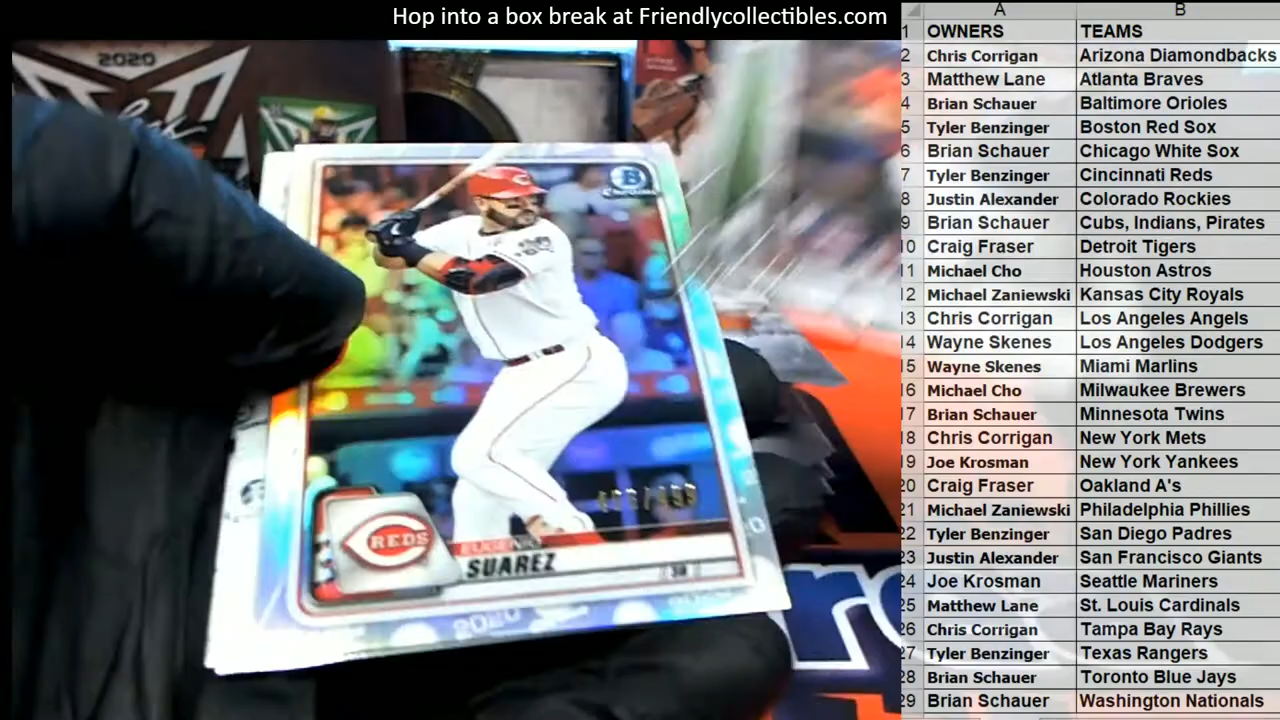 Hop into a box break at Friendlycollectibles.com
A B
1 OWNERS TEAMS
2 Chris Corrigan Arizona Diamondbacks
3 Matthew Lane Atlanta Braves
4 Brian Schauer Baltimore Orioles
5 Tyler Benzinger Boston Red Sox
6 Brian Schauer Chicago White Sox
7 Tyler Benzinger Cincinnati Reds
8 Justin Alexander Colorado Rockies
9 Brian Schauer Cubs, Indians, Pirates
10 Craig Fraser Detroit Tigers
11 Michael Cho Houston Astros
12 Michael Zaniewski Kansas City Royals
13 Chris Corrigan Los Angeles Angels
14 Wayne Skenes Los Angeles Dodgers
15 Wayne Skenes Miami Marlins
16 Michael Cho Milwaukee Brewers
17 Brian Schauer Minnesota Twins
18 Chris Corrigan New York Mets
19 Joe Krosman New York Yankees
20 Craig Fraser Oakland A's
21 Michael Zaniewski Philadelphia Phillies
22 Tyler Benzinger San Diego Padres
23 Justin Alexander San Francisco Giants
24 Joe Krosman Seattle Mariners
25 Matthew Lane St. Louis Cardinals
26 Chris Corrigan Tampa Bay Rays
27 Tyler Benzinger Texas Rangers
28 Brian Schauer Toronto Blue Jays
29 Brian Schauer Washington Nationals
2020
Leaf
B
REDS
EUGENIO
SUAREZ
3B
2020